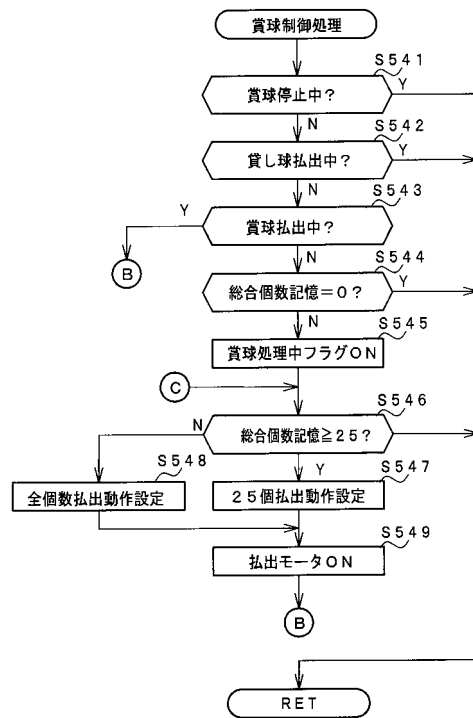 賞球制御処理
S541
賞球停止中?
Y
N
S542
貸し球払出中?
Y
N
S543
賞球払出中?
Y
B
N
S544
総合個数記憶=0?
Y
N
S545
賞球処理中フラグON
C
S546
総合個数記憶≧25?
N
Y
S548
全個数払出動作設定
S547
25個払出動作設定
S549
払出モータON
B
RET